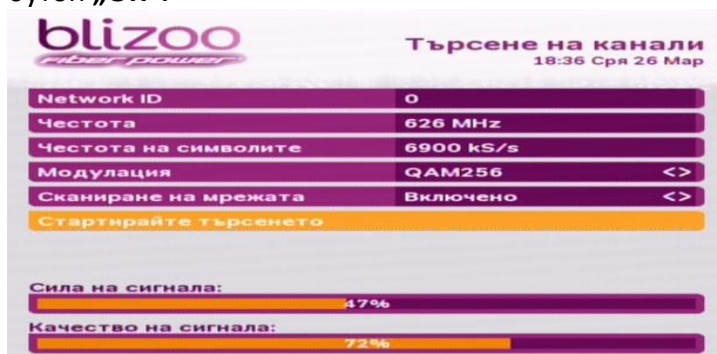 blizoo
fiber power
Търсене на канали
18:36 Сря 26 Мар
Network ID 0
Честота 626 MHz
Честота на символите 6900 kS/s
Модулация QAM256 <>
Сканиране на мрежата Включено <>
Стартирайте търсенето
Сила на сигнала:
47%
Качество на сигнала:
72%